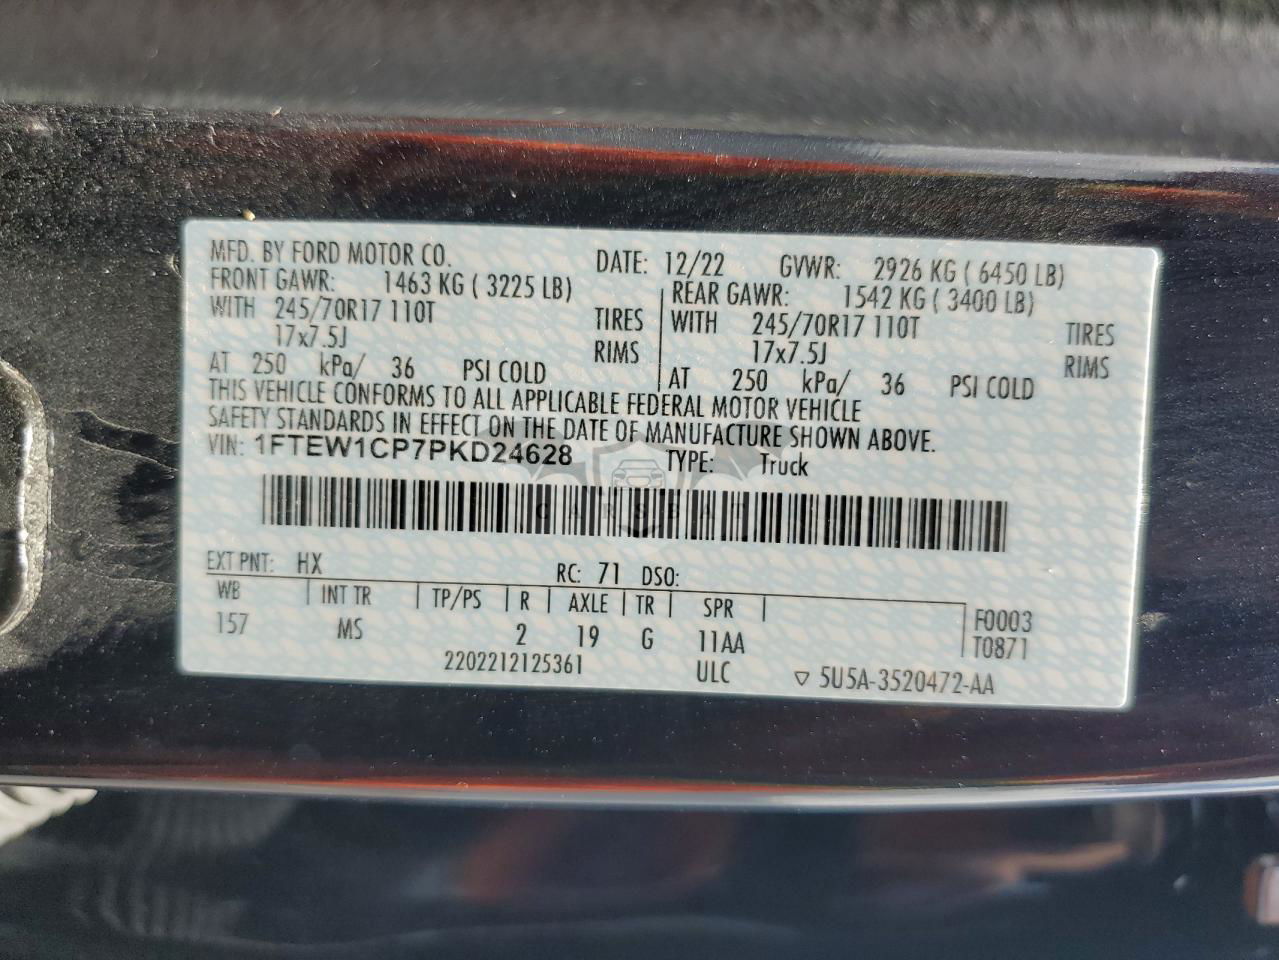 MFD. BY FORD MOTOR CO. DATE: 12/22 GVWR: 2926 KG ( 6450 LB)
FRONT GAWR: 1463 KG ( 3225 LB) REAR GAWR: 1542 KG ( 3400 LB)
WITH 245/70R17 110T TIRES WITH 245/70R17 110T TIRES
17x7.5J RIMS 17x7.5J RIMS
AT 250 kPa/ 36 PSI COLD AT 250 kPa/ 36 PSI COLD
THIS VEHICLE CONFORMS TO ALL APPLICABLE FEDERAL MOTOR VEHICLE
SAFETY STANDARDS IN EFFECT ON THE DATE OF MANUFACTURE SHOWN ABOVE.
VIN: 1FTEW1CP7PKD24628 TYPE: Truck
CARSBAT
EXT PNT: HX RC: 71 DSO:
WB INT TR TP/PS R AXLE TR SPR F0003
157 MS 2 19 G 11AA T0871
2202212125361 ULC ▽ 5U5A-3520472-AA